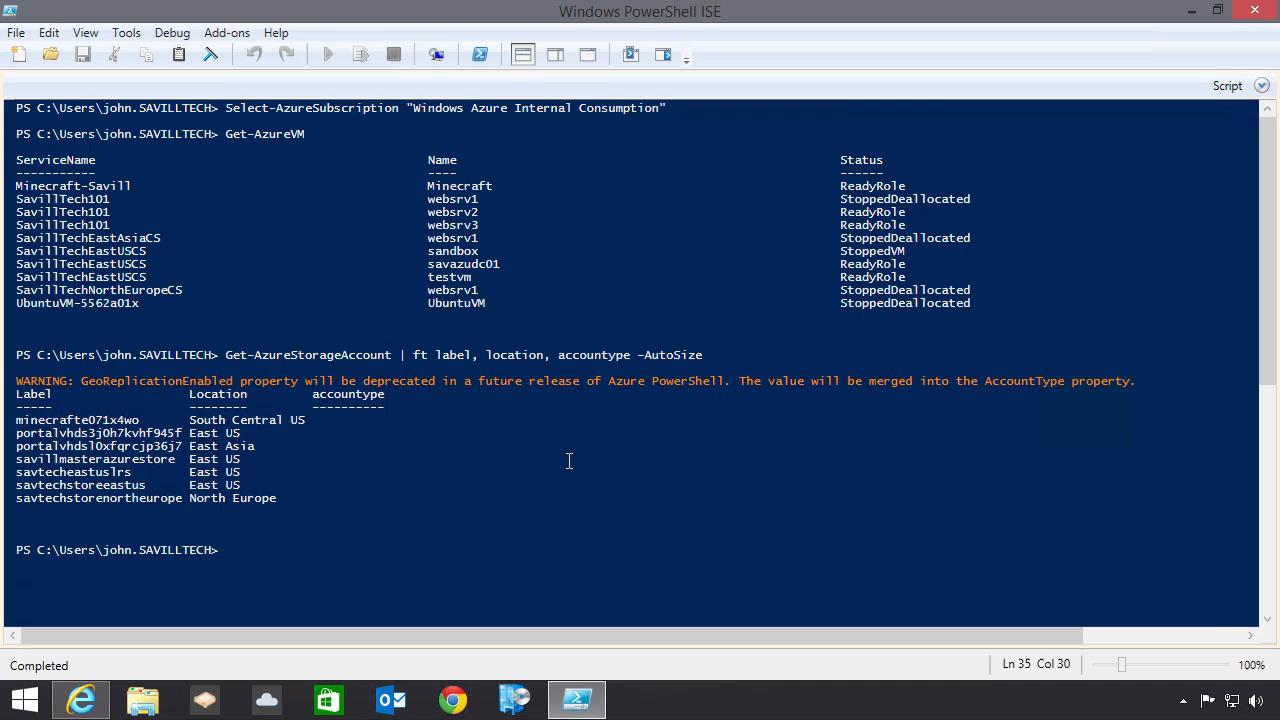 Windows PowerShell ISE
File Edit View Tools Debug Add-ons Help
Script
PS C:\Users\john.SAVILLTECH> Select-AzureSubscription "Windows Azure Internal Consumption"
PS C:\Users\john.SAVILLTECH> Get-AzureVM
ServiceName Name Status
----------- ---- ------
Minecraft-Savill Minecraft ReadyRole
SavillTech101 websrv1 StoppedDeallocated
SavillTech101 websrv2 ReadyRole
SavillTech101 websrv3 ReadyRole
SavillTechEastAsiaCS websrv1 StoppedDeallocated
SavillTechEastUSCS sandbox StoppedVM
SavillTechEastUSCS savazudc01 ReadyRole
SavillTechEastUSCS testvm ReadyRole
SavillTechNorthEuropeCS websrv1 StoppedDeallocated
UbuntuVM-5562a01x UbuntuVM StoppedDeallocated
PS C:\Users\john.SAVILLTECH> Get-AzureStorageAccount | ft label, location, accountype -AutoSize
WARNING: GeoReplicationEnabled property will be deprecated in a future release of Azure PowerShell. The value will be merged into the AccountType property.
Label Location accountype
----- -------- ----------
minecrafte071x4wo South Central US
portalvhds3j0h7kvhf945f East US
portalvhdsl0xfqrcjp36j7 East Asia
savillmasterazurestore East US
savtecheastuslrs East US
savtechstoreeastus East US
savtechstorenortheurope North Europe
PS C:\Users\john.SAVILLTECH>
Completed Ln 35 Col 30 100%